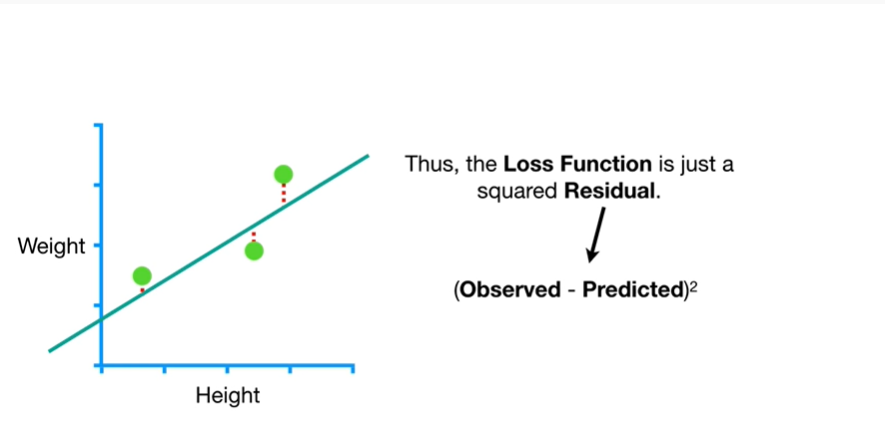 Thus, the Loss Function is just a
squared Residual.
Weight
(Observed - Predicted)²
Height